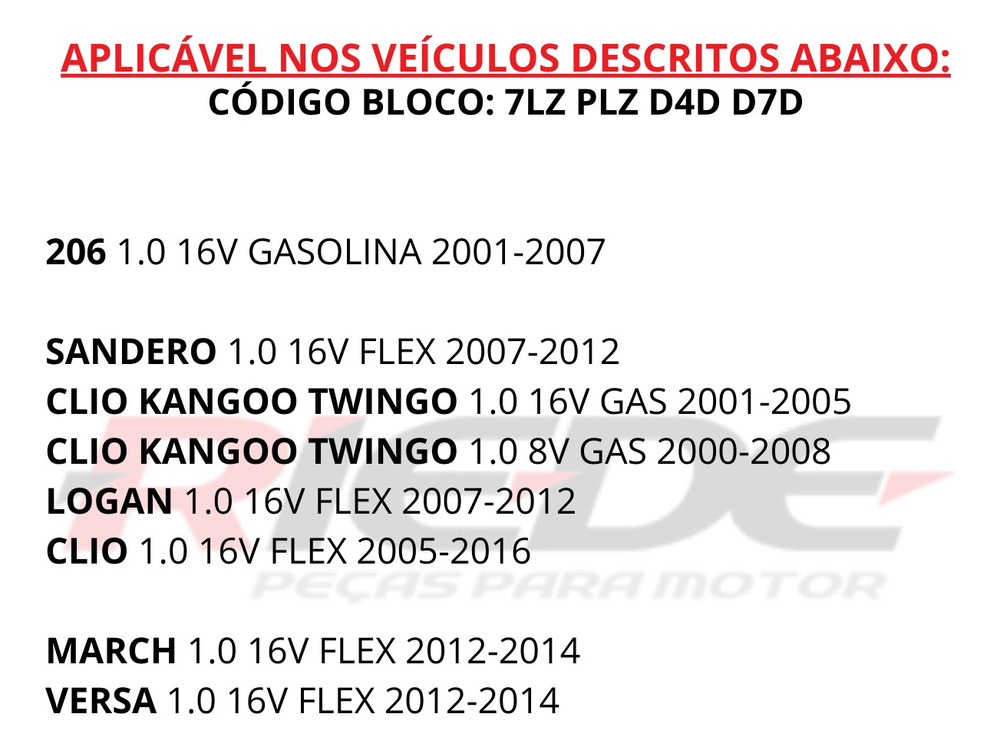 APLICÁVEL NOS VEÍCULOS DESCRITOS ABAIXO:
CÓDIGO BLOCO: 7LZ PLZ D4D D7D
206 1.0 16V GASOLINA 2001-2007
SANDERO 1.0 16V FLEX 2007-2012
CLIO KANGOO TWINGO 1.0 16V GAS 2001-2005
CLIO KANGOO TWINGO 1.0 8V GAS 2000-2008
LOGAN 1.0 16V FLEX 2007-2012
CLIO 1.0 16V FLEX 2005-2016
RIEDE
PEÇAS PARA MOTOR
MARCH 1.0 16V FLEX 2012-2014
VERSA 1.0 16V FLEX 2012-2014